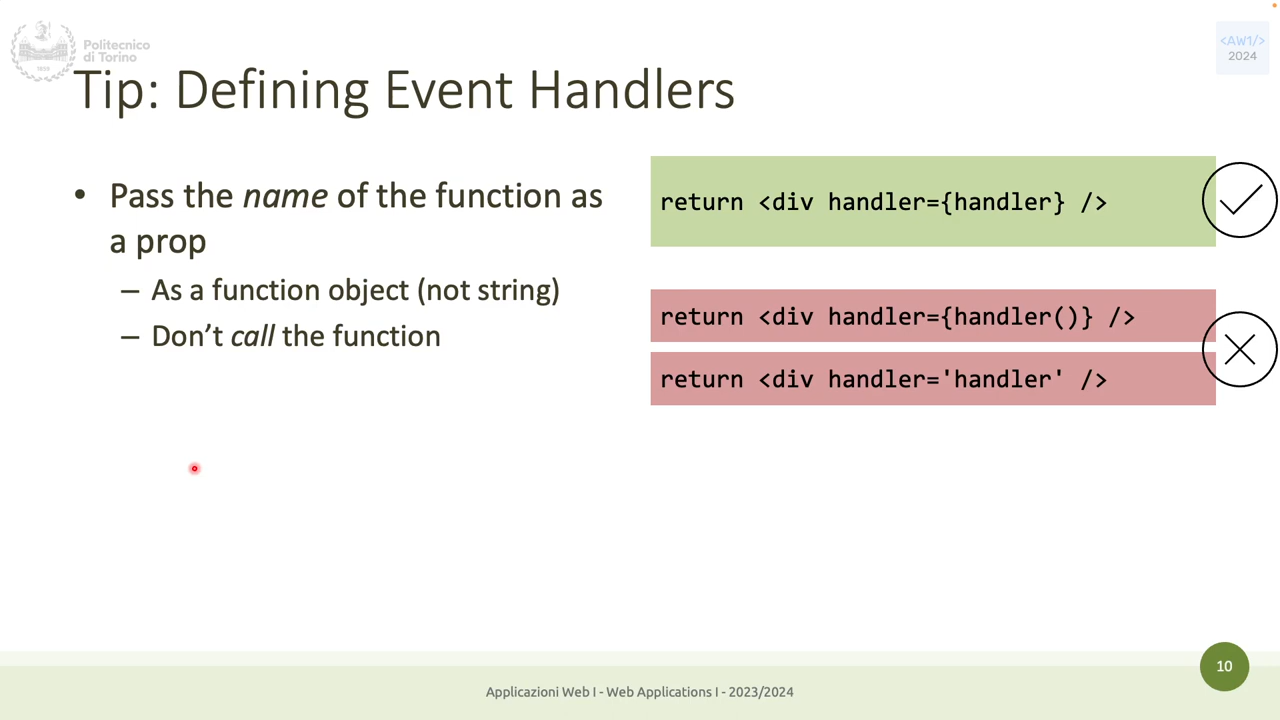 Politecnico
di Torino
1859
<AW1/>
2024
Tip: Defining Event Handlers
• Pass the name of the function as
a prop
– As a function object (not string)
– Don’t call the function
return <div handler={handler} />
return <div handler={handler()} />
return <div handler='handler' />
10
Applicazioni Web I - Web Applications I - 2023/2024